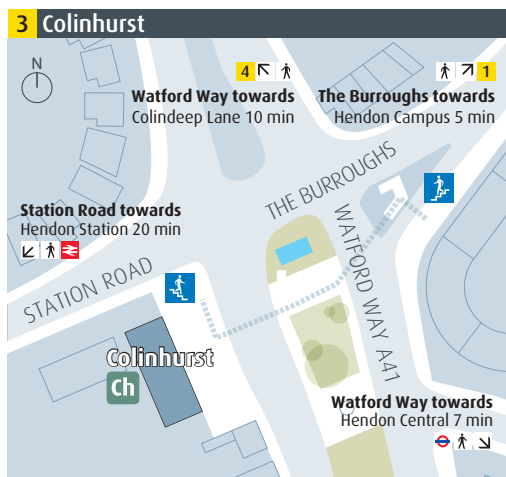 3 Colinhurst
N
4
Watford Way towards
Colindeep Lane 10 min
1
The Burroughs towards
Hendon Campus 5 min
THE BURROUGHS
Station Road towards
Hendon Station 20 min
STATION ROAD
WATFORD WAY A41
Colinhurst
Ch
Watford Way towards
Hendon Central 7 min